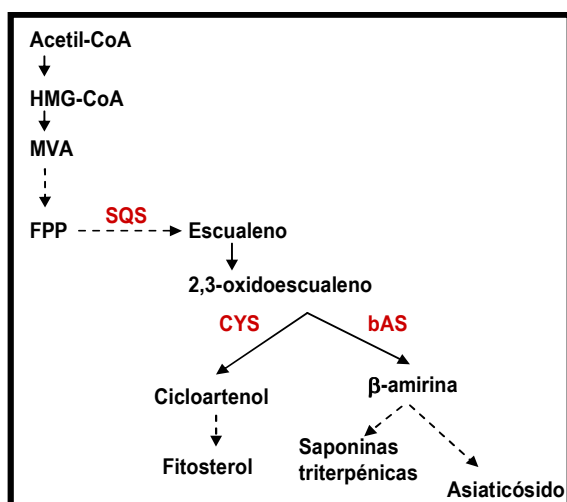 Acetil-CoA
HMG-CoA
MVA
SQS
FPP
Escualeno
2,3-oxidoescualeno
CYS
bAS
Cicloartenol
β-amirina
Fitosterol
Saponinas
triterpénicas
Asiaticósido